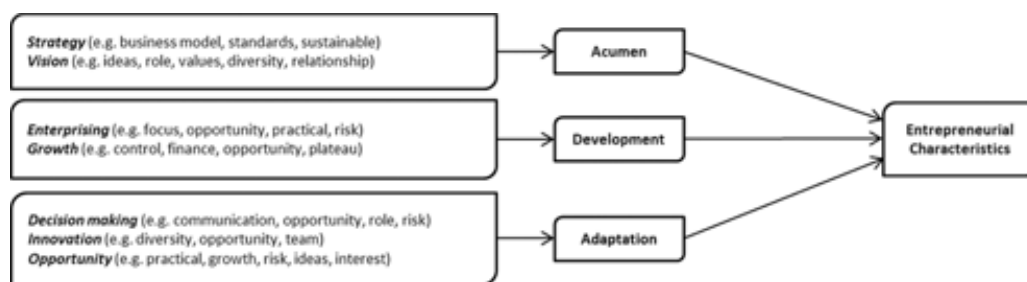 Strategy (e.g. business model, standards, sustainable)
Vision (e.g. ideas, role, values, diversity, relationship)
Acumen
Enterprising (e.g. focus, opportunity, practical, risk)
Growth (e.g. control, finance, opportunity, plateau)
Development
Entrepreneurial
Characteristics
Decision making (e.g. communication, opportunity, role, risk)
Innovation (e.g. diversity, opportunity, team)
Opportunity (e.g. practical, growth, risk, ideas, interest)
Adaptation